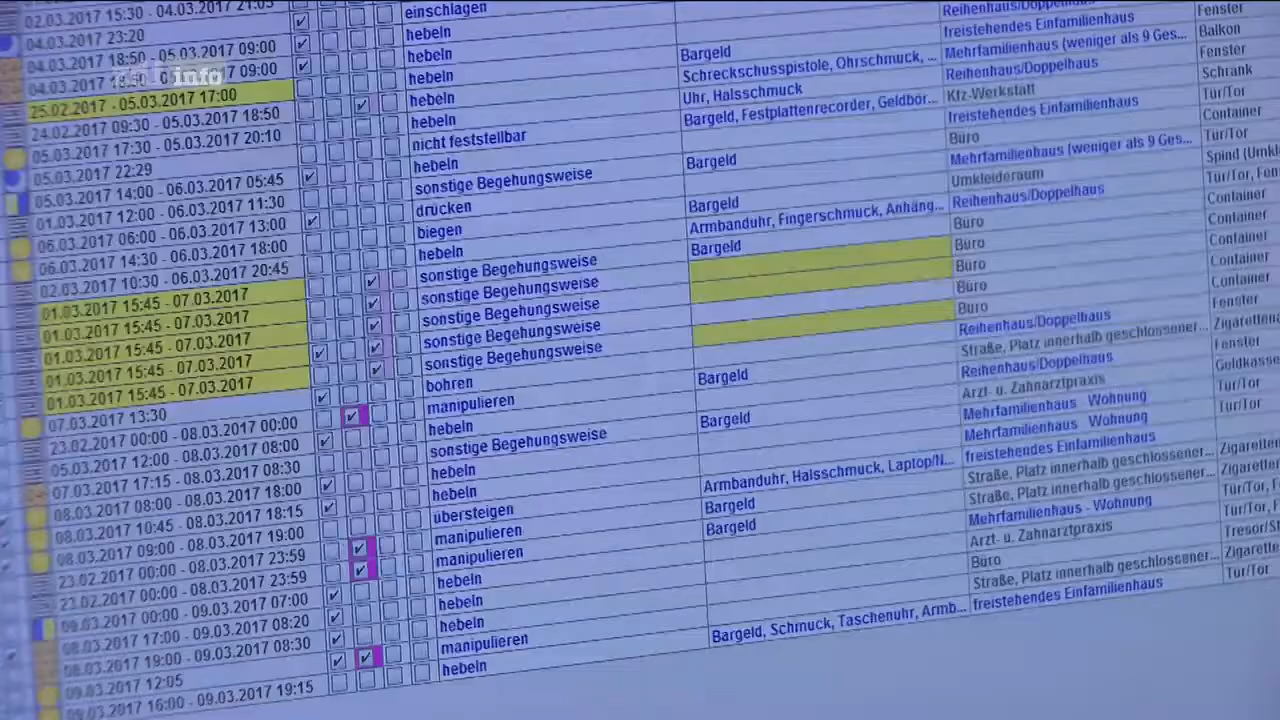 02.03.2017 15:30 - 04.03.2017 21:05
04.03.2017 23:20 einschlagen
04.03.2017 18:50 - 05.03.2017 09:00 hebeln
04.03.2017 09:00 hebeln Reihenhaus/Doppelhaus
25.02.2017 - 05.03.2017 17:00 hebeln Bargeld freistehendes Einfamilienhaus Fenster
24.02.2017 09:30 - 05.03.2017 18:50 hebeln Schreckschusspistole, Ohrschmuck, ... Mehrfamilienhaus (weniger als 9 Ges... Balkon
05.03.2017 17:30 - 05.03.2017 20:10 hebeln Uhr, Halsschmuck Reihenhaus/Doppelhaus Fenster
05.03.2017 22:29 nicht feststellbar Bargeld, Festplattenrecorder, Geldbör... Kfz-Werkstatt Schrank
05.03.2017 14:00 - 06.03.2017 05:45 hebeln freistehendes Einfamilienhaus Tür/Tor
01.03.2017 12:00 - 06.03.2017 11:30 sonstige Begehungsweise Bargeld Büro Container
06.03.2017 06:00 - 06.03.2017 13:00 drücken Mehrfamilienhaus (weniger als 9 Ges... Tür/Tor
06.03.2017 14:30 - 06.03.2017 18:00 biegen Bargeld Umkleideraum Spind (Umkl
02.03.2017 10:30 - 06.03.2017 20:45 hebeln Armbanduhr, Fingerschmuck, Anhäng... Reihenhaus/Doppelhaus Tür/Tor, Fen
01.03.2017 15:45 - 07.03.2017 sonstige Begehungsweise Bargeld Büro Container
01.03.2017 15:45 - 07.03.2017 sonstige Begehungsweise Büro Container
01.03.2017 15:45 - 07.03.2017 sonstige Begehungsweise Büro Container
01.03.2017 15:45 - 07.03.2017 sonstige Begehungsweise Büro Container
01.03.2017 15:45 - 07.03.2017 sonstige Begehungsweise Büro Container
07.03.2017 13:30 bohren Reihenhaus/Doppelhaus Fenster
23.02.2017 00:00 - 08.03.2017 00:00 manipulieren Bargeld Straße, Platz innerhalb geschlossener... Zigaretten
05.03.2017 12:00 - 08.03.2017 08:00 hebeln Reihenhaus/Doppelhaus Fenster
07.03.2017 17:15 - 08.03.2017 08:30 sonstige Begehungsweise Bargeld Arzt- u. Zahnarztpraxis Geldkasse
08.03.2017 08:00 - 08.03.2017 18:00 hebeln Mehrfamilienhaus Wohnung Tür/Tor
08.03.2017 10:45 - 08.03.2017 18:15 hebeln Mehrfamilienhaus Wohnung Tür/Tor
08.03.2017 09:00 - 08.03.2017 19:00 übersteigen Armbanduhr, Halsschmuck, Laptop/N... freistehendes Einfamilienhaus
23.02.2017 00:00 - 08.03.2017 23:59 manipulieren Bargeld Straße, Platz innerhalb geschlossener... Zigaretten
23.02.2017 00:00 - 08.03.2017 23:59 manipulieren Bargeld Straße, Platz innerhalb geschlossener... Zigaretten
09.03.2017 00:00 - 09.03.2017 07:00 hebeln Mehrfamilienhaus - Wohnung Tür/Tor, F
08.03.2017 17:00 - 09.03.2017 08:20 hebeln Arzt- u. Zahnarztpraxis Tür/Tor, F
08.03.2017 19:00 - 09.03.2017 08:30 hebeln Büro Tresor/St
09.03.2017 12:05 manipulieren Straße, Platz innerhalb geschlossener... Zigarette
09.03.2017 16:00 - 09.03.2017 19:15 hebeln Bargeld, Schmuck, Taschenuhr, Armb... freistehendes Einfamilienhaus Tür/Tor
info